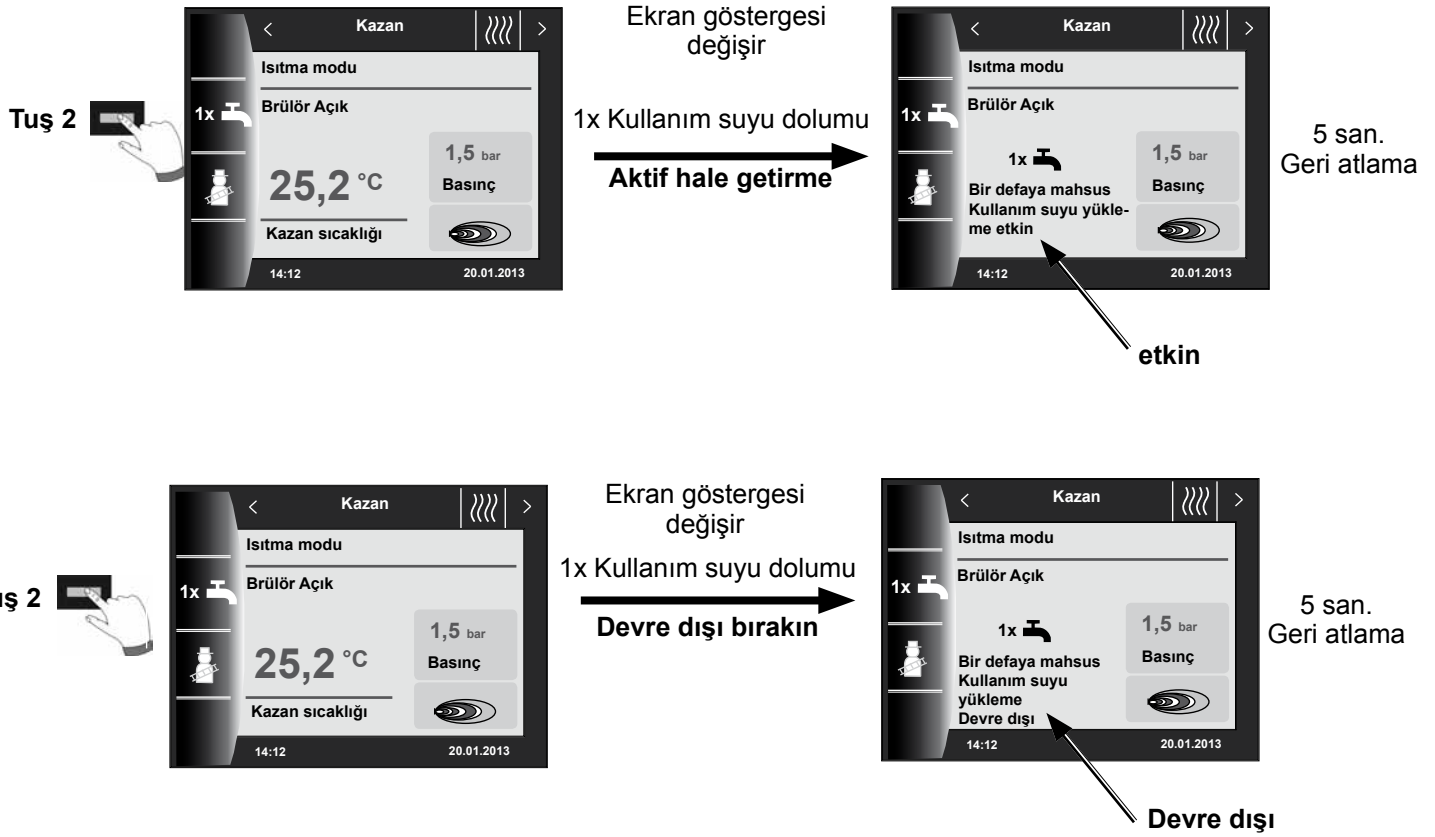 Tuş 2
Kazan
Isıtma modu
1x
Brülör Açık
1,5 bar
Basınç
25,2 °C
Kazan sıcaklığı
14:12
20.01.2013
Ekran göstergesi
değişir
1x Kullanım suyu dolumu
Aktif hale getirme
Kazan
Isıtma modu
1x
Brülör Açık
1x
1,5 bar
Basınç
Bir defaya mahsus
Kullanım suyu yükle-
me etkin
14:12
20.01.2013
etkin
5 san.
Geri atlama
ış 2
Kazan
Isıtma modu
1x
Brülör Açık
1,5 bar
Basınç
25,2 °C
Kazan sıcaklığı
14:12
20.01.2013
Ekran göstergesi
değişir
1x Kullanım suyu dolumu
Devre dışı bırakın
Kazan
Isıtma modu
1x
Brülör Açık
1x
1,5 bar
Basınç
Bir defaya mahsus
Kullanım suyu
yükleme
Devre dışı
14:12
20.01.2013
Devre dışı
5 san.
Geri atlama